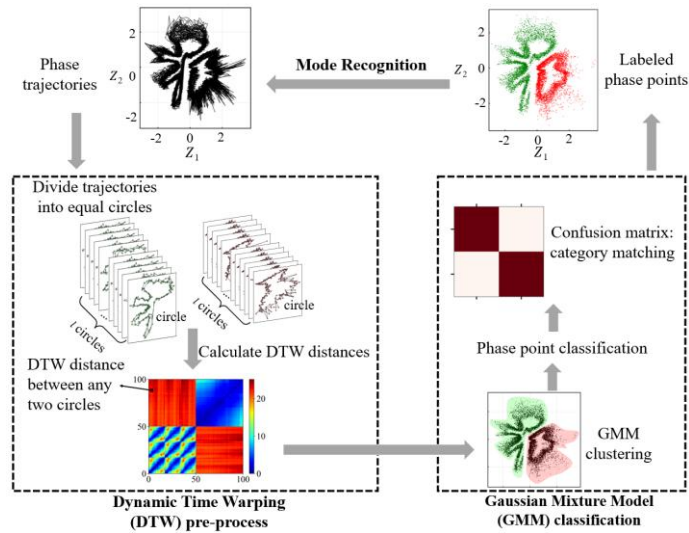 Phase
trajectories
2
0
-2
Z2
-2
0
2
Z1
Mode Recognition
2
0
-2
Z2
-2
0
2
Z1
Labeled
phase points
Divide trajectories
into equal circles
circle
l circles
circle
l circles
Calculate DTW distances
DTW distance
between any
two circles
100
50
0
0
50
100
20
10
0
Dynamic Time Warping
(DTW) pre-process
Confusion matrix:
category matching
Phase point classification
GMM
clustering
Gaussian Mixture Model
(GMM) classification